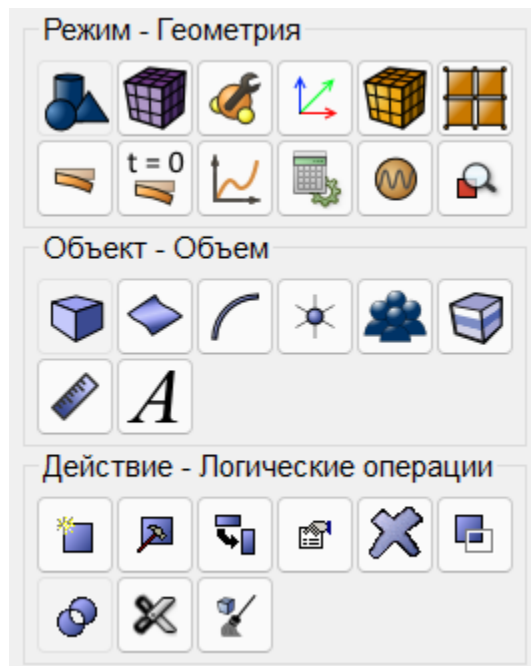 Режим - Геометрия
t = 0
Объект - Объем
A
Действие - Логические операции